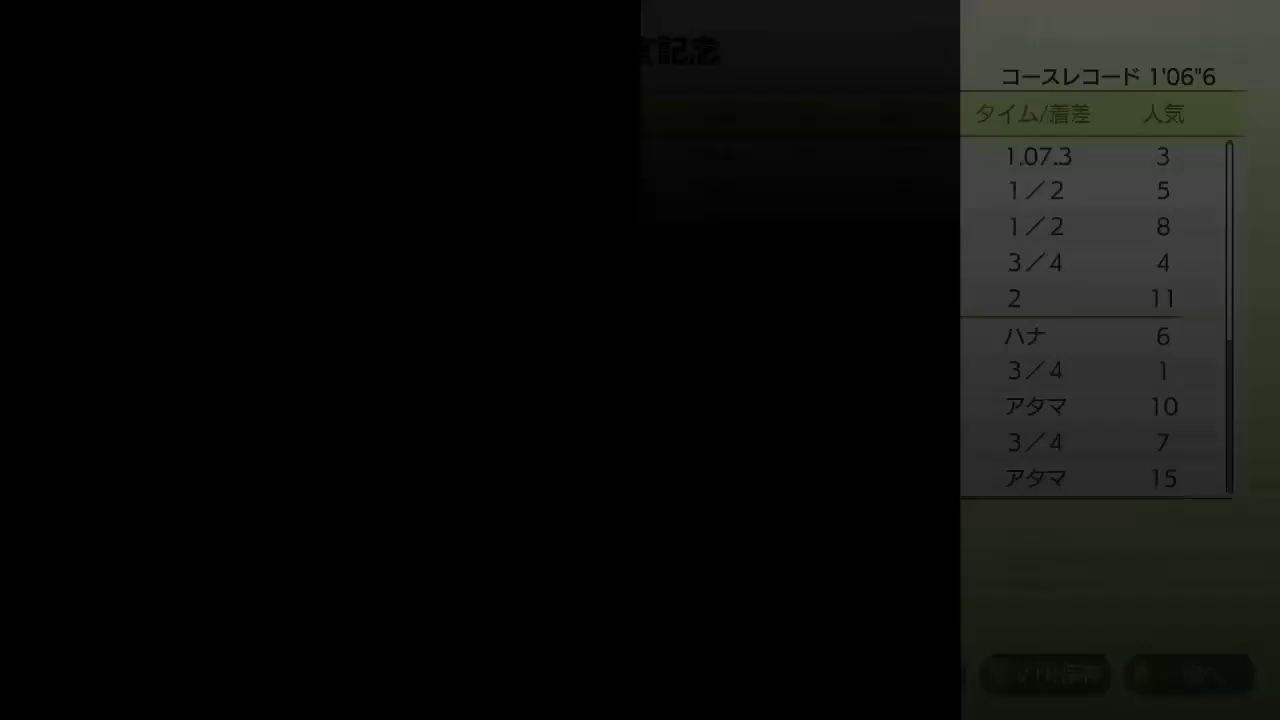 記念
コースレコード 1'06"6
タイム/着差 人気
1.07.3 3
1／2 5
1／2 8
3／4 4
2 11
ハナ 6
3／4 1
アタマ 10
3／4 7
アタマ 15